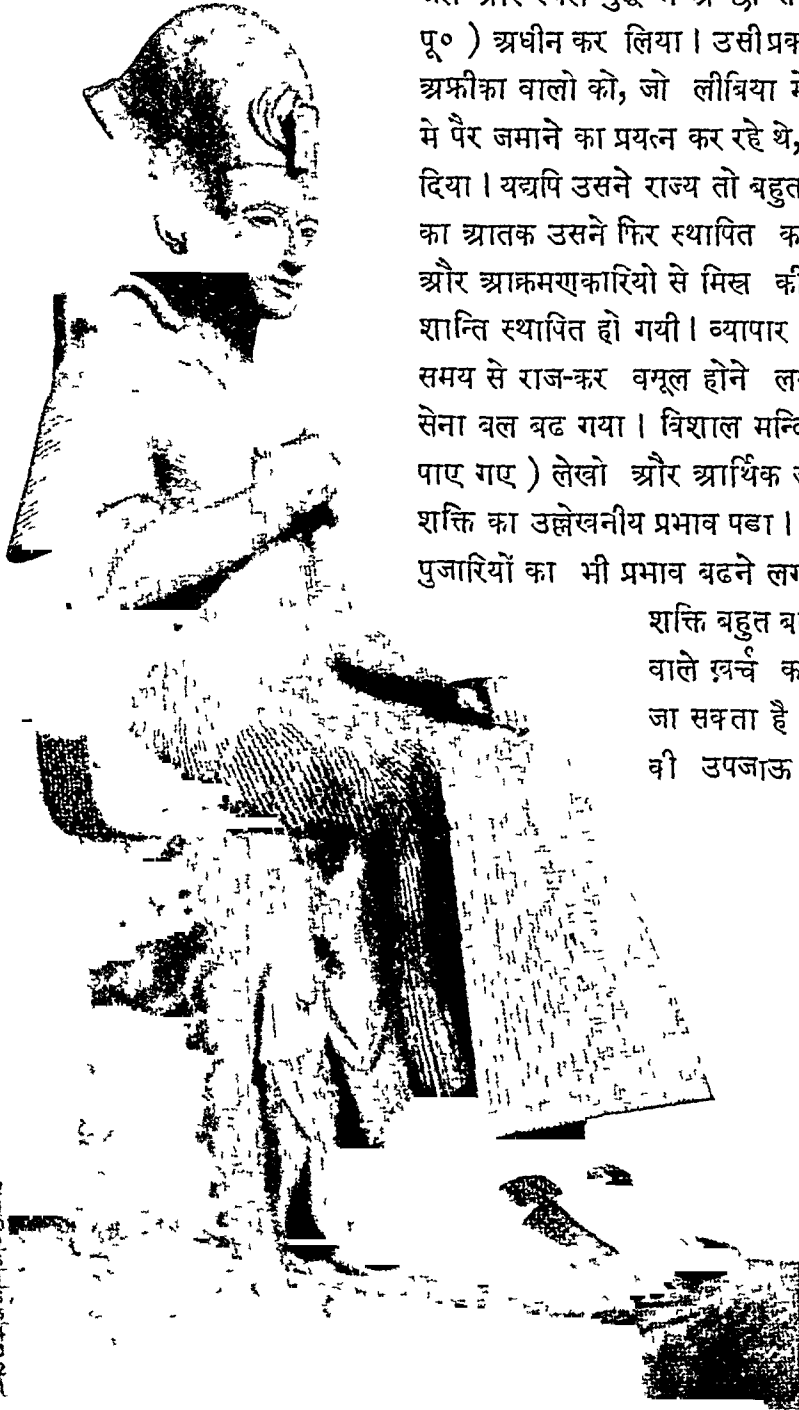 पू० ) अधीन कर लिया । उसी प्रक
अफ्रीका वालो को, जो लीबिया मे
मे पैर जमाने का प्रयत्न कर रहे थे,
दिया । यद्यपि उसने राज्य तो बहुत
का आतक उसने फिर स्थापित क
और आक्रमणकारियो से मिस्र की
शान्ति स्थापित हो गयी । व्यापार
समय से राज-कर वसूल होने ल
सेना बल बढ गया । विशाल मन्दि
पाए गए ) लेखो और आर्थिक
शक्ति का उल्लेखनीय प्रभाव पडा ।
पुजारियों का भी प्रभाव बढने लग
शक्ति बहुत ब
वाले ख़र्च क
जा सकता है
की उपजाऊ